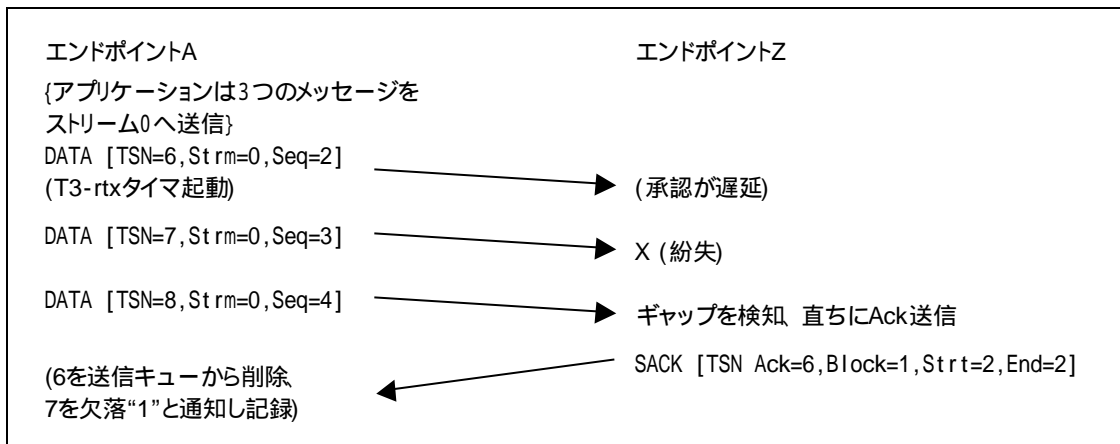 エンドポイントA エンドポイントZ
{アプリケーションは3つのメッセージを
ストリーム0へ送信}
DATA [TSN=6,Strm=0,Seq=2]
(T3-rtxタイマ起動) (承認が遅延)
DATA [TSN=7,Strm=0,Seq=3]
X (紛失)
DATA [TSN=8,Strm=0,Seq=4]
ギャップを検知、直ちにAck送信
SACK [TSN Ack=6,Block=1,Strt=2,End=2]
(6を送信キューから削除、
7を欠落“1”と通知し記録)